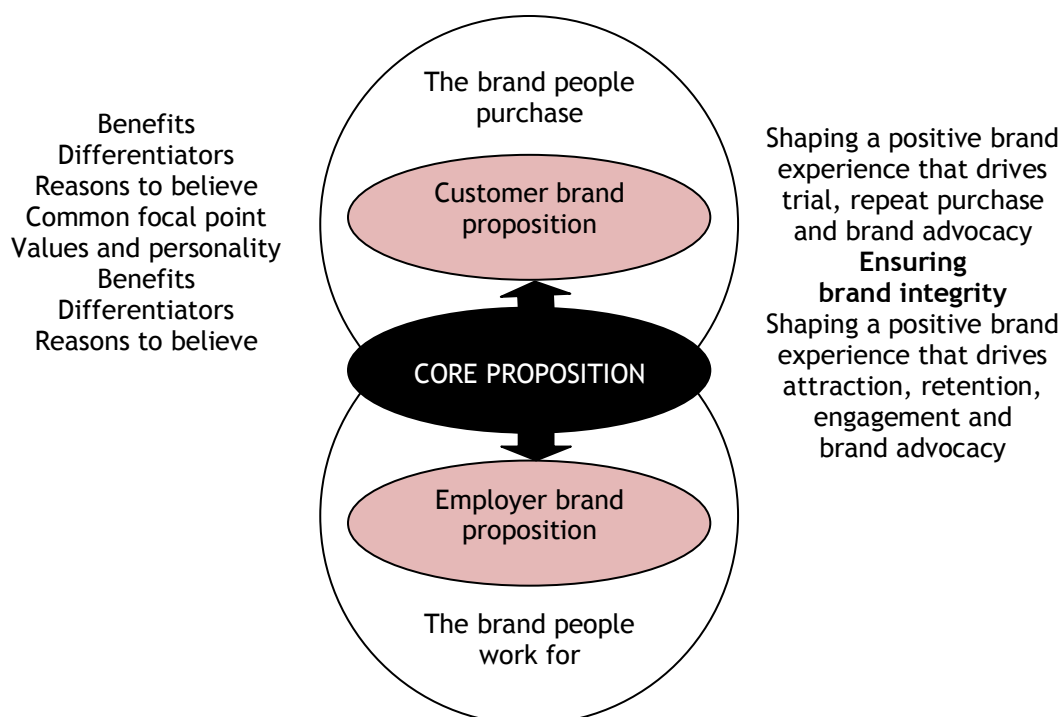 Benefits
Differentiators
Reasons to believe
Common focal point
Values and personality
Benefits
Differentiators
Reasons to believe
The brand people
purchase
Customer brand
proposition
CORE PROPOSITION
Employer brand
proposition
The brand people
work for
Shaping a positive brand
experience that drives
trial, repeat purchase
and brand advocacy
Ensuring
brand integrity
Shaping a positive brand
experience that drives
attraction, retention,
engagement and
brand advocacy